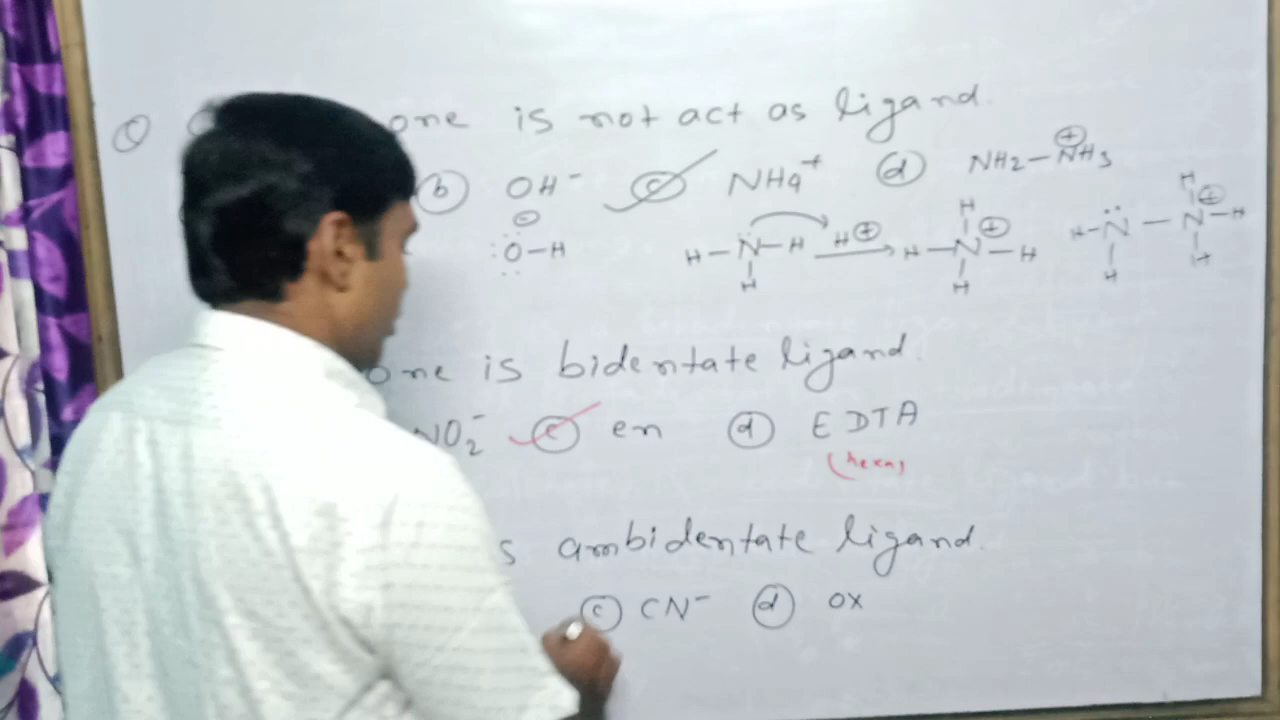 Q one is not act as ligand.
b OH⁻ c NH4⁺ d NH2-NH3 ⊕
⊖ :O-H H-N-H H H⊕ H-N-H H H ⊕ H-N-N-H H H H ⊕
one is bidentate ligand.
NO2⁻ c en d EDTA
(hexa)
s ambidentate ligand.
c CN⁻ d ox